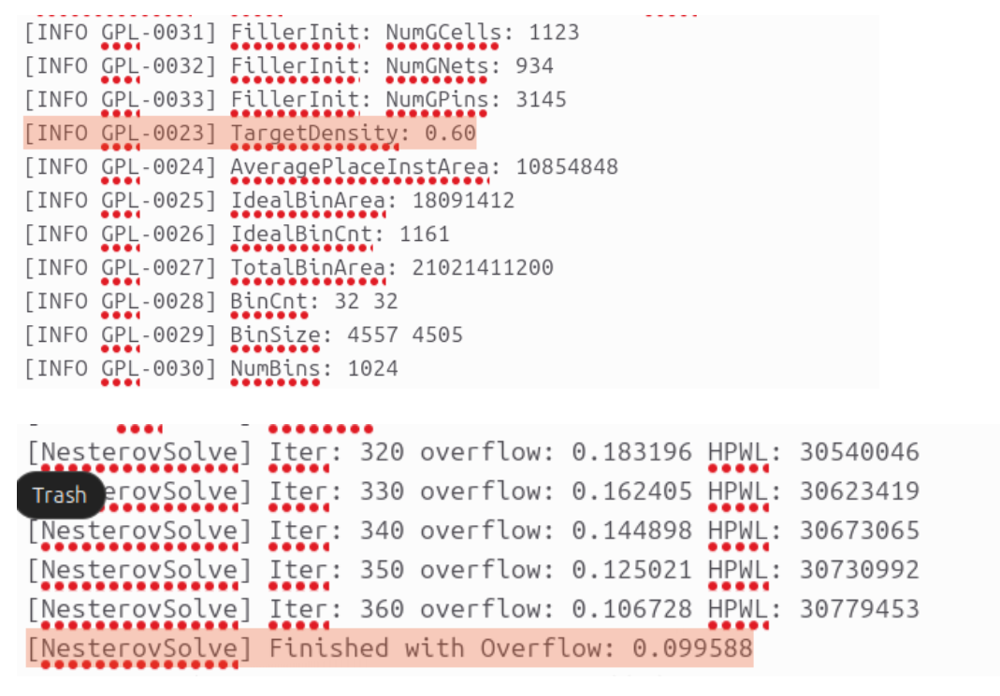 [INFO GPL-0031] FillerInit: NumGCells: 1123
[INFO GPL-0032] FillerInit: NumGNets: 934
[INFO GPL-0033] FillerInit: NumGPins: 3145
[INFO GPL-0023] TargetDensity: 0.60
[INFO GPL-0024] AveragePlaceInstArea: 10854848
[INFO GPL-0025] IdealBinArea: 18091412
[INFO GPL-0026] IdealBinCnt: 1161
[INFO GPL-0027] TotalBinArea: 21021411200
[INFO GPL-0028] BinCnt: 32 32
[INFO GPL-0029] BinSize: 4557 4505
[INFO GPL-0030] NumBins: 1024
[NesterovSolve] Iter: 320 overflow: 0.183196 HPWL: 30540046
Trash erovSolve] Iter: 330 overflow: 0.162405 HPWL: 30623419
[NesterovSolve] Iter: 340 overflow: 0.144898 HPWL: 30673065
[NesterovSolve] Iter: 350 overflow: 0.125021 HPWL: 30730992
[NesterovSolve] Iter: 360 overflow: 0.106728 HPWL: 30779453
[NesterovSolve] Finished with Overflow: 0.099588